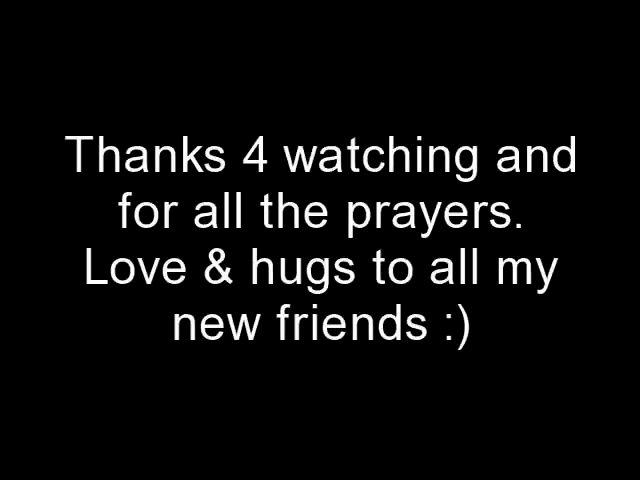 Thanks 4 watching and
for all the prayers.
Love & hugs to all my
new friends :)